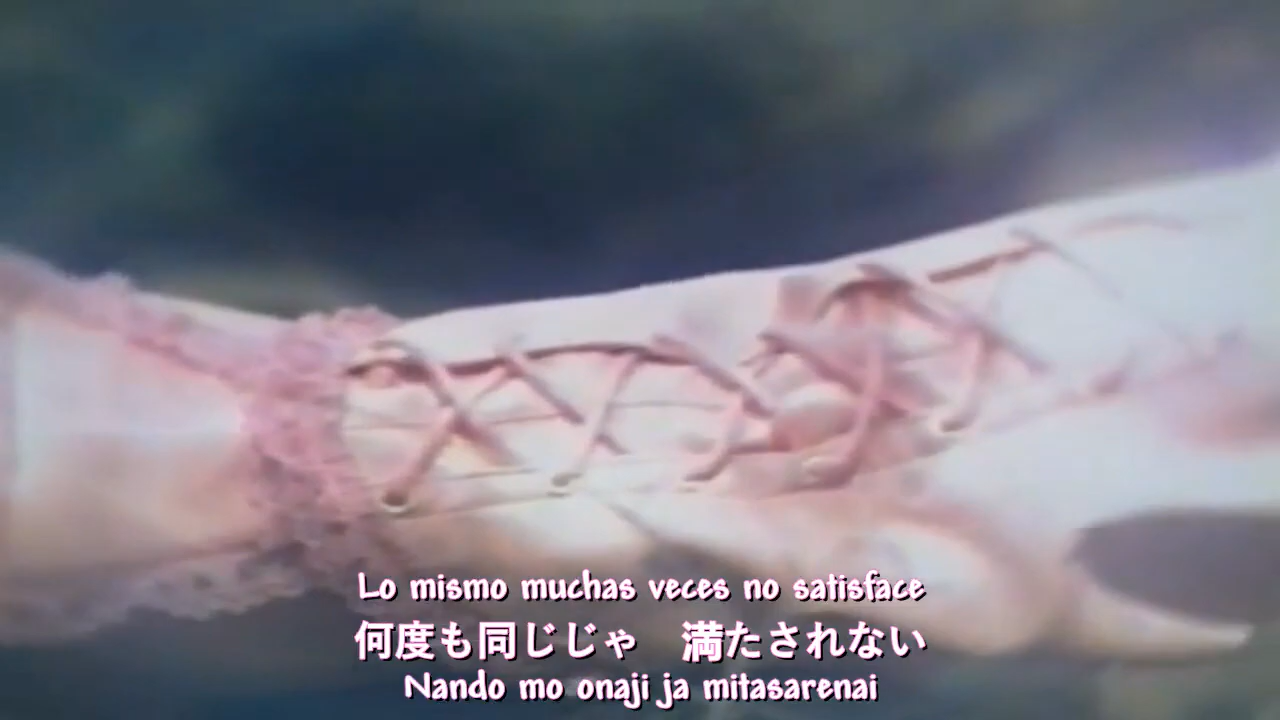 Lo mismo muchas veces no satisface
何度も同じじゃ　満たされない
Nando mo onaji ja mitasarenai